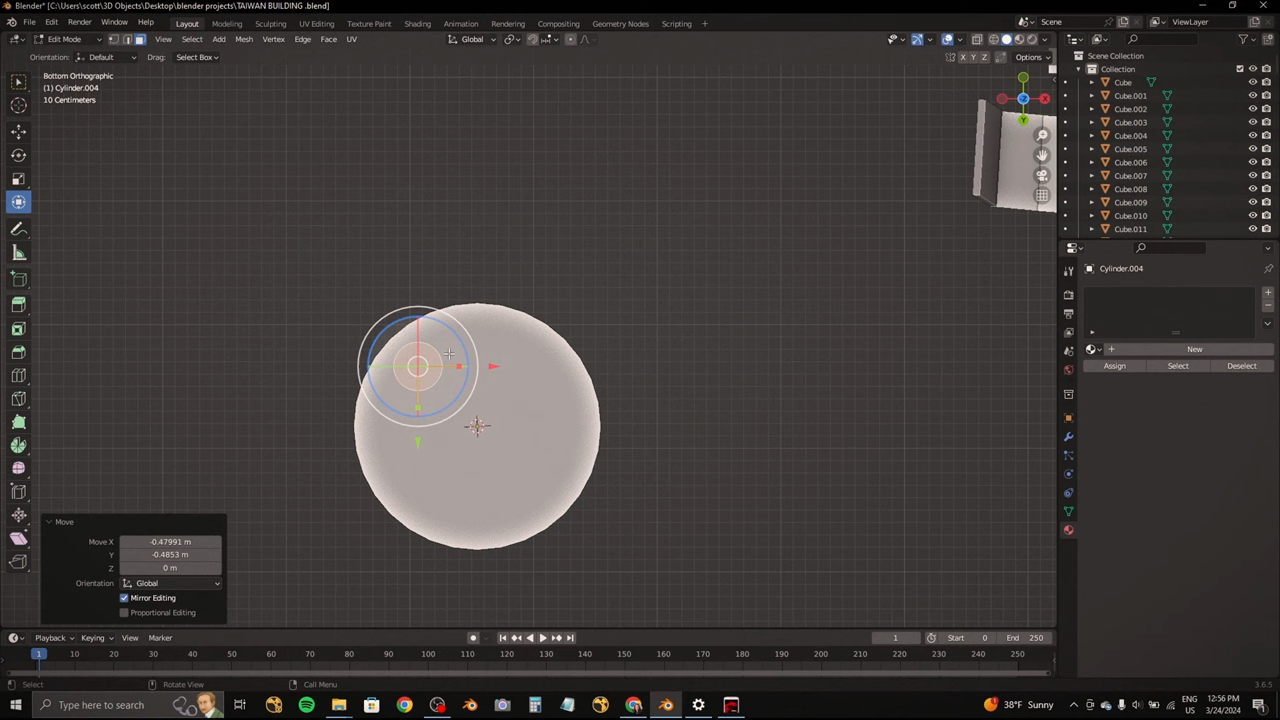 Blender* [C:\Users\scott\3D Objects\Desktop\blender projects\TAIWAN BUILDING .blend]
File Edit Render Window Help Layout Modeling Sculpting UV Editing Texture Paint Shading Animation Rendering Compositing Geometry Nodes Scripting Scene ViewLayer
Edit Mode View Select Add Mesh Vertex Edge Face UV Global
Orientation: Default Drag: Select Box X Y Z Options
Bottom Orthographic
(1) Cylinder.004
10 Centimeters
X
Y
Z
Scene Collection
Collection
Cube
Cube.001
Cube.002
Cube.003
Cube.004
Cube.005
Cube.006
Cube.007
Cube.008
Cube.009
Cube.010
Cube.011
Cylinder.004
New
Assign Select Deselect
Move
Move X -0.47991 m
Y -0.4853 m
Z 0 m
Orientation Global
Mirror Editing
Proportional Editing
Playback Keying View Marker 1 Start 0 End 250
1 10 20 30 40 50 60 70 80 90 100 110 120 130 140 150 160 170 180 190 200 210 220 230 240 250
Select Rotate View Call Menu 3.6.5
Type here to search 38°F Sunny ENG US 12:56 PM 3/24/2024